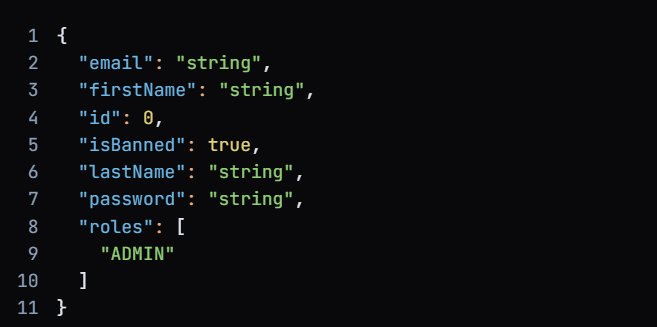 1 {
2   "email": "string",
3   "firstName": "string",
4   "id": 0,
5   "isBanned": true,
6   "lastName": "string",
7   "password": "string",
8   "roles": [
9     "ADMIN"
10   ]
11 }